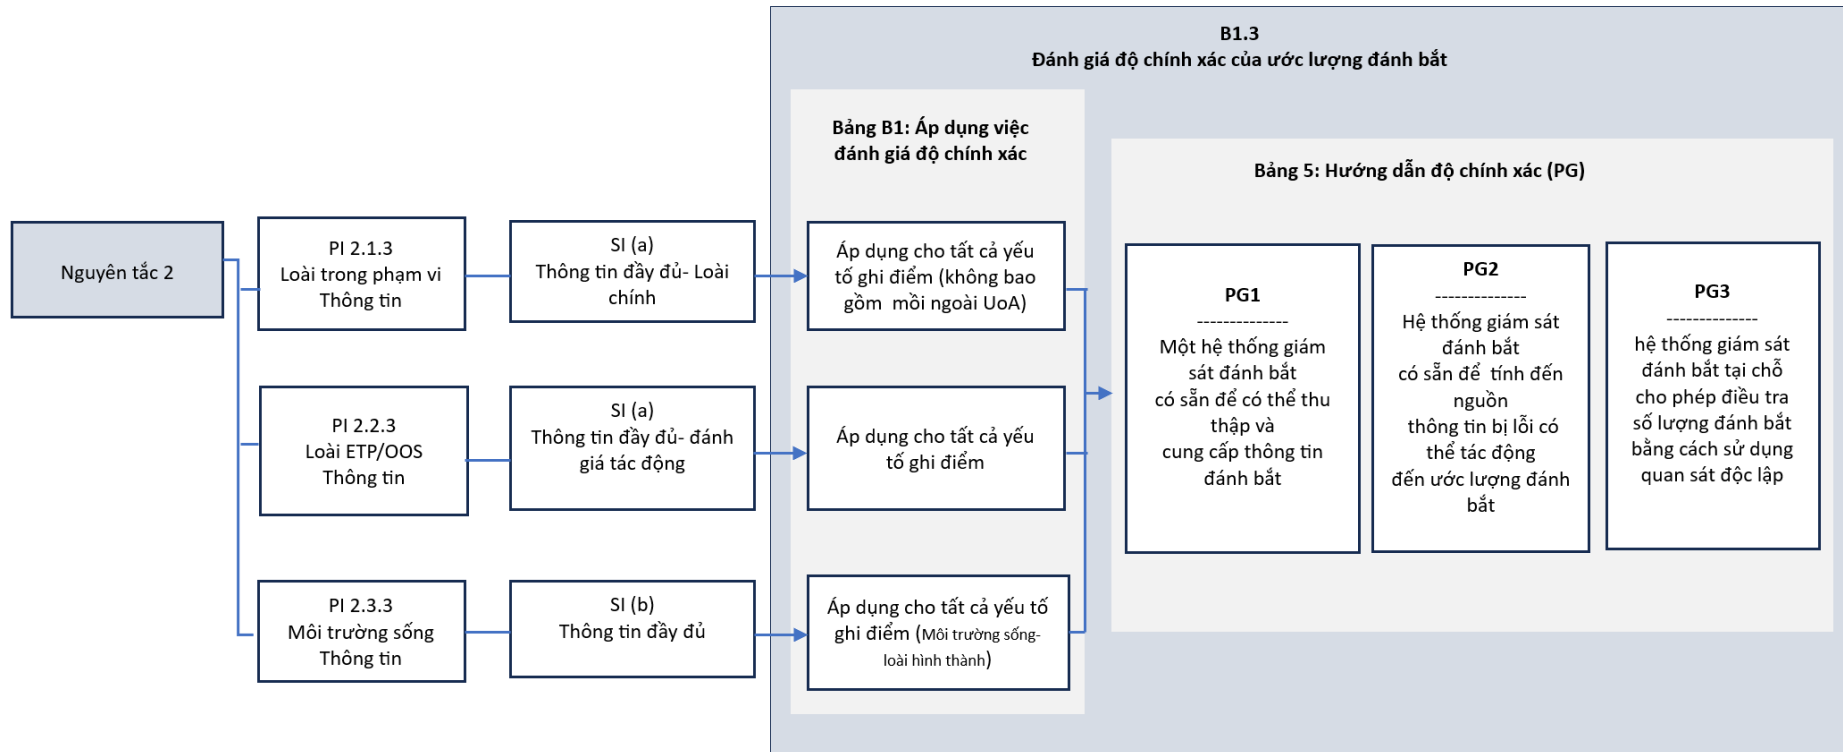 B1.3
Đánh giá độ chính xác của ước lượng đánh bắt
Bảng B1: Áp dụng việc
đánh giá độ chính xác
Bảng 5: Hướng dẫn độ chính xác (PG)
Nguyên tắc 2
PI 2.1.3
Loài trong phạm vi
Thông tin
SI (a)
Thông tin đầy đủ- Loài
chính
Áp dụng cho tất cả yếu
tố ghi điểm (không bao
gồm mồi ngoài UoA)
PI 2.2.3
Loài ETP/OOS
Thông tin
SI (a)
Thông tin đầy đủ- đánh
giá tác động
Áp dụng cho tất cả yếu
tố ghi điểm
PI 2.3.3
Môi trường sống
Thông tin
SI (b)
Thông tin đầy đủ
Áp dụng cho tất cả yếu tố
ghi điểm (Môi trường sống-
loài hình thành)
PG1
--------------
Một hệ thống giám
sát đánh bắt
có sẵn để có thể thu
thập và
cung cấp thông tin
đánh bắt
PG2
--------------
Hệ thống giám sát
đánh bắt
có sẵn để tính đến
nguồn
thông tin bị lỗi có
thể tác động
đến ước lượng đánh
bắt
PG3
--------------
hệ thống giám sát
đánh bắt tại chỗ
cho phép điều tra
số lượng đánh bắt
bằng cách sử dụng
quan sát độc lập